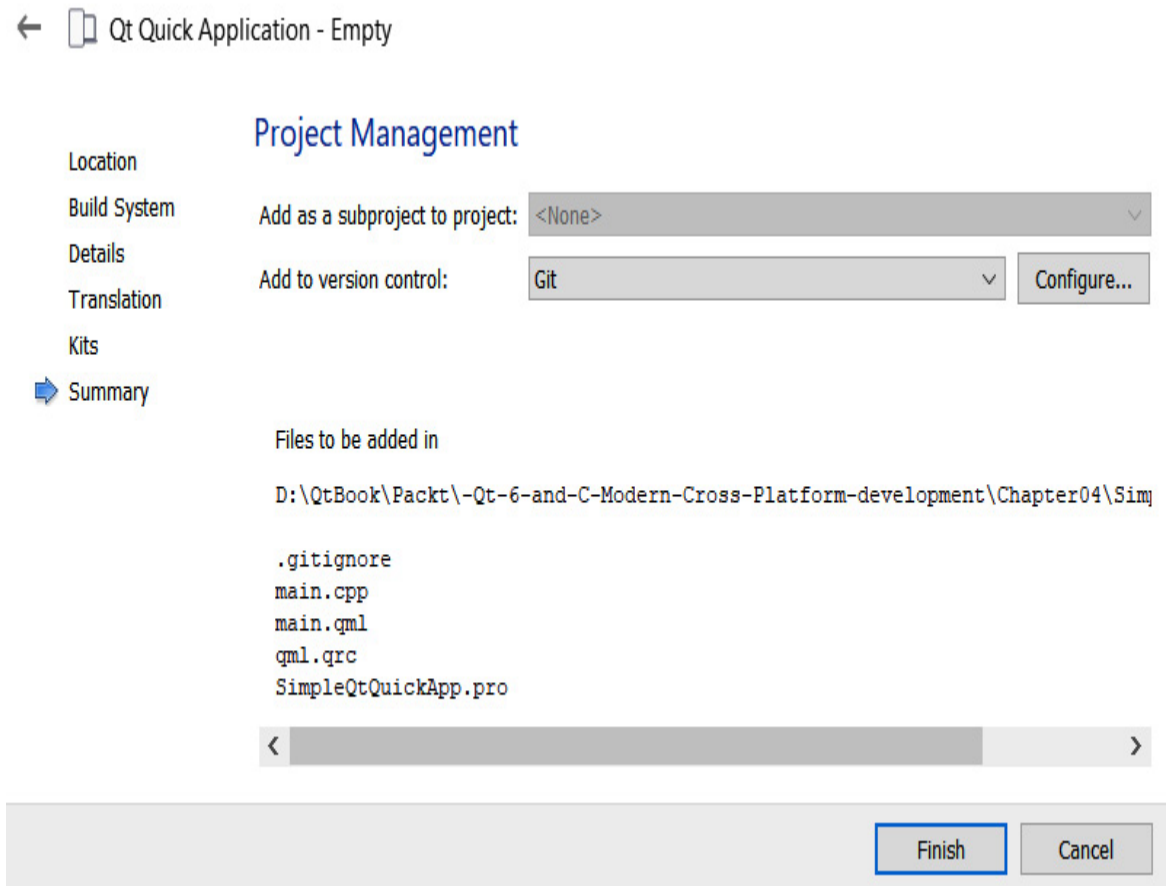 Qt Quick Application - Empty
Project Management
Location
Build System
Details
Translation
Kits
Summary
Add as a subproject to project: <None>
Add to version control: Git Configure...
Files to be added in
D:\QtBook\Packt\-Qt-6-and-C-Modern-Cross-Platform-development\Chapter04\Sim
.gitignore
main.cpp
main.qml
qml.qrc
SimpleQtQuickApp.pro
Finish Cancel